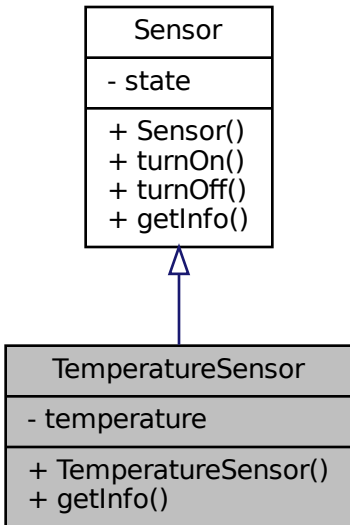 Sensor
- state
+ Sensor()
+ turnOn()
+ turnOff()
+ getInfo()
TemperatureSensor
- temperature
+ TemperatureSensor()
+ getInfo()